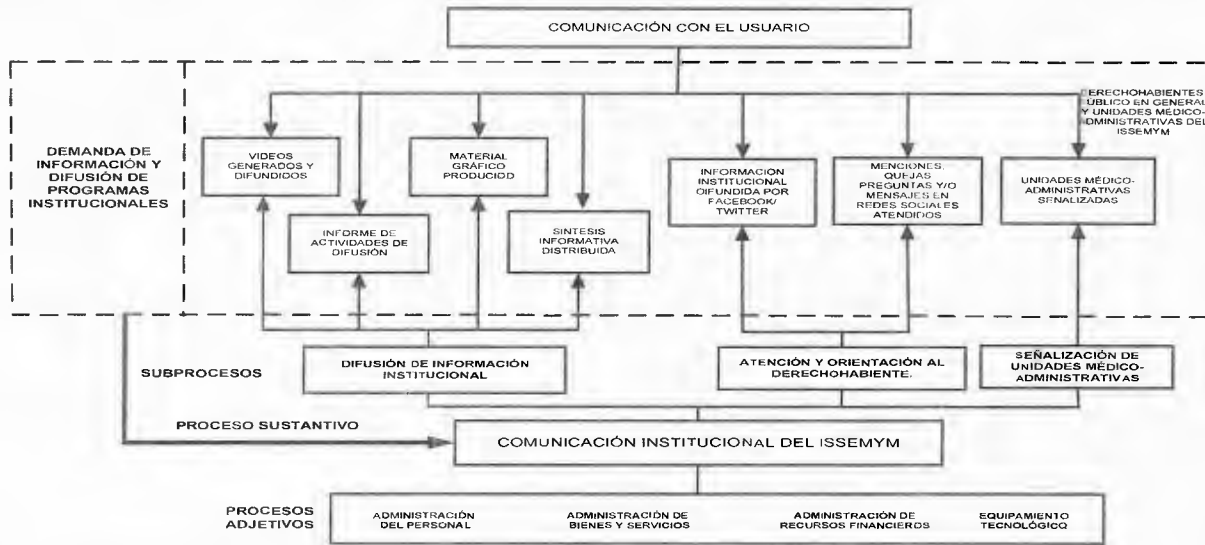 COMUNICACIÓN CON EL USUARIO
DEMANDA DE
INFORMACIÓN Y
DIFUSIÓN DE
PROGRAMAS
INSTITUCIONALES
VIDEOS
GENERADOS Y
DIFUNDIDOS
INFORME DE
ACTIVIDADES DE
DIFUSIÓN
MATERIAL
GRÁFICO
PRODUCIDO
SINTESIS
INFORMATIVA
DISTRIBUIDA
INFORMACIÓN
INSTITUCIONAL
DIFUNDIDA POR
FACEBOOK/
TWITTER
MENCIONES,
QUEJAS
PREGUNTAS Y/O
MENSAJES EN
REDES SOCIALES
ATENDIDOS
ERECHOHABIENTES
ÚBLICO EN GENERAL
Y UNIDADES MÉDICO-
ADMINISTRATIVAS DEL
ISSEMYM
UNIDADES MÉDICO-
ADMINISTRATIVAS
SEÑALIZADAS
SUBPROCESOS
DIFUSIÓN DE INFORMACIÓN
INSTITUCIONAL
ATENCIÓN Y ORIENTACIÓN AL
DERECHOHABIENTE.
SEÑALIZACIÓN DE
UNIDADES MÉDICO-
ADMINISTRATIVAS
PROCESO SUSTANTIVO
COMUNICACIÓN INSTITUCIONAL DEL ISSEMYM
PROCESOS
ADJETIVOS
ADMINISTRACIÓN
DEL PERSONAL
ADMINISTRACIÓN DE
BIENES Y SERVICIOS
ADMINISTRACIÓN DE
RECURSOS FINANCIEROS
EQUIPAMIENTO
TECNOLÓGICO